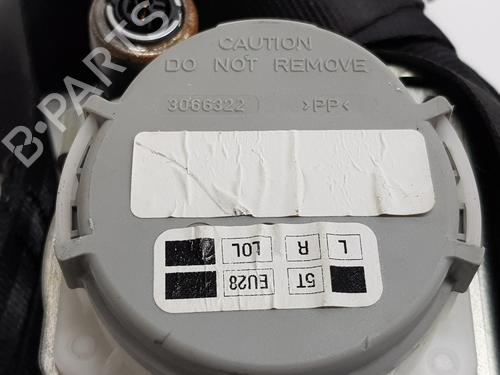 CAUTION
DO NOT REMOVE
3066322 >PP<
L R LOL
5T EU28
B-PARTS